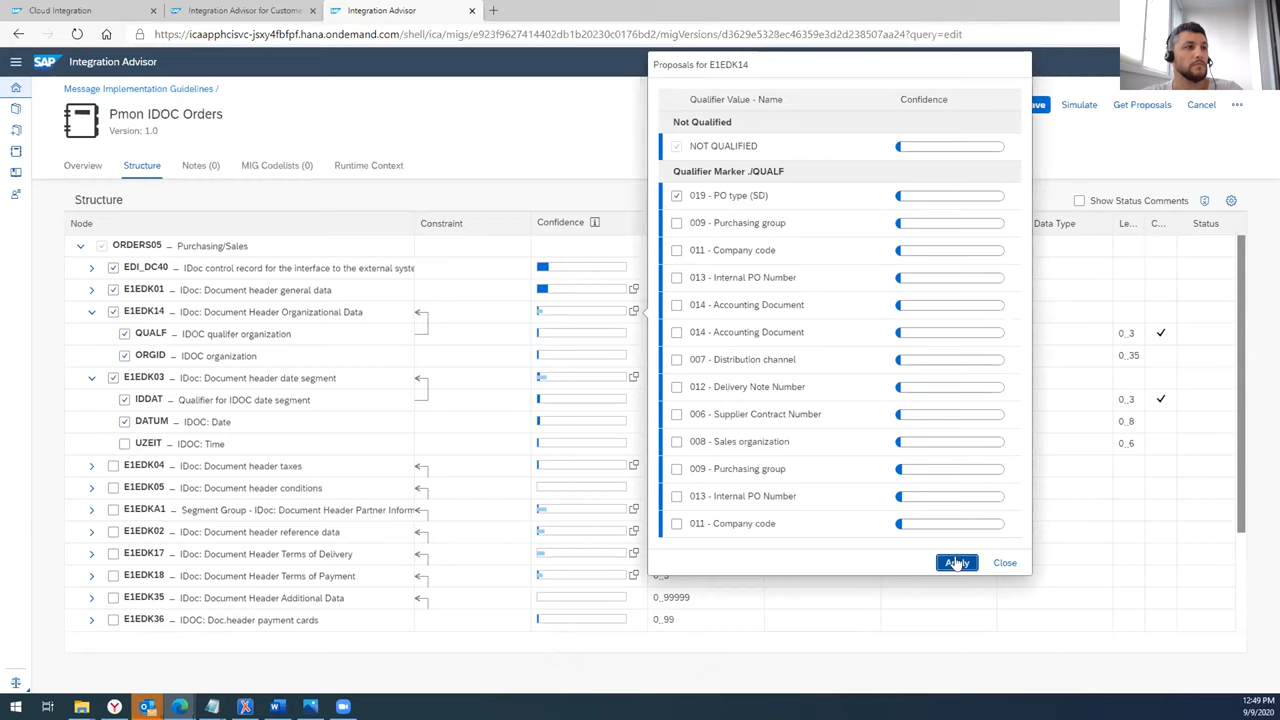 Cloud Integration
Integration Advisor for Custome
Integration Advisor
https://icaapphcisvc-jsxy4fbfpf.hana.ondemand.com/shell/ica/migs/e923f9627414402db1b20230c0176bd2/migVersions/d3629e5328ec46359e3d2d238507aa24?query=edit
SAP Integration Advisor
Message Implementation Guidelines /
Pmon IDOC Orders
Version: 1.0
ve Simulate Get Proposals Cancel
Overview Structure Notes (0) MIG Codelists (0) Runtime Context
Structure
Show Status Comments
Node Constraint Confidence Data Type Le... C... Status
ORDERS05 – Purchasing/Sales
EDI_DC40 – IDoc control record for the interface to the external syste
E1EDK01 – IDoc: Document header general data
E1EDK14 – IDoc: Document Header Organizational Data
QUALF – IDOC qualifer organization 0..3
ORGID – IDOC organization 0..35
E1EDK03 – IDoc: Document header date segment
IDDAT – Qualifier for IDOC date segment 0..3
DATUM – IDOC: Date 0..8
UZEIT – IDOC: Time 0..6
E1EDK04 – IDoc: Document header taxes
E1EDK05 – IDoc: Document header conditions
E1EDKA1 – Segment Group - IDoc: Document Header Partner Inform
E1EDK02 – IDoc: Document header reference data
E1EDK17 – IDoc: Document Header Terms of Delivery
E1EDK18 – IDoc: Document Header Terms of Payment
E1EDK35 – IDoc: Document Header Additional Data 0..99999
E1EDK36 – IDOC: Doc.header payment cards 0..99
Proposals for E1EDK14
Qualifier Value - Name Confidence
Not Qualified
NOT QUALIFIED
Qualifier Marker ./QUALF
019 - PO type (SD)
009 - Purchasing group
011 - Company code
013 - Internal PO Number
014 - Accounting Document
014 - Accounting Document
007 - Distribution channel
012 - Delivery Note Number
006 - Supplier Contract Number
008 - Sales organization
009 - Purchasing group
013 - Internal PO Number
011 - Company code
Apply Close
12:49 PM
9/9/2020